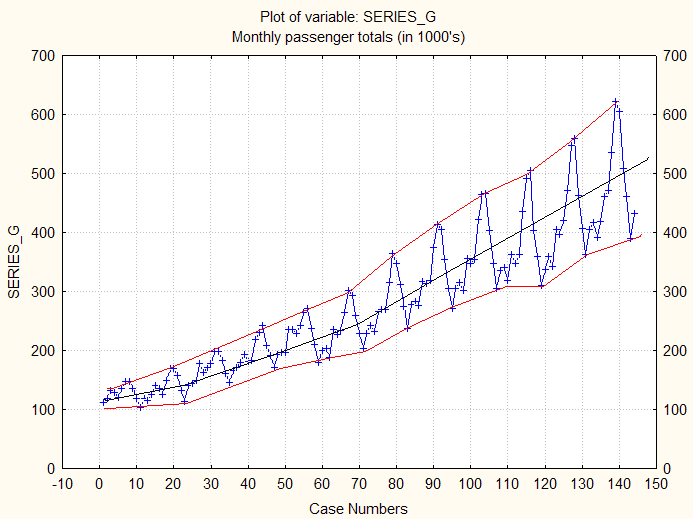 Plot of variable: SERIES_G
Monthly passenger totals (in 1000's)
700 700
600 600
500 500
400 400
300 300
200 200
100 100
0 0
SERIES_G
-10 0 10 20 30 40 50 60 70 80 90 100 110 120 130 140 150
Case Numbers